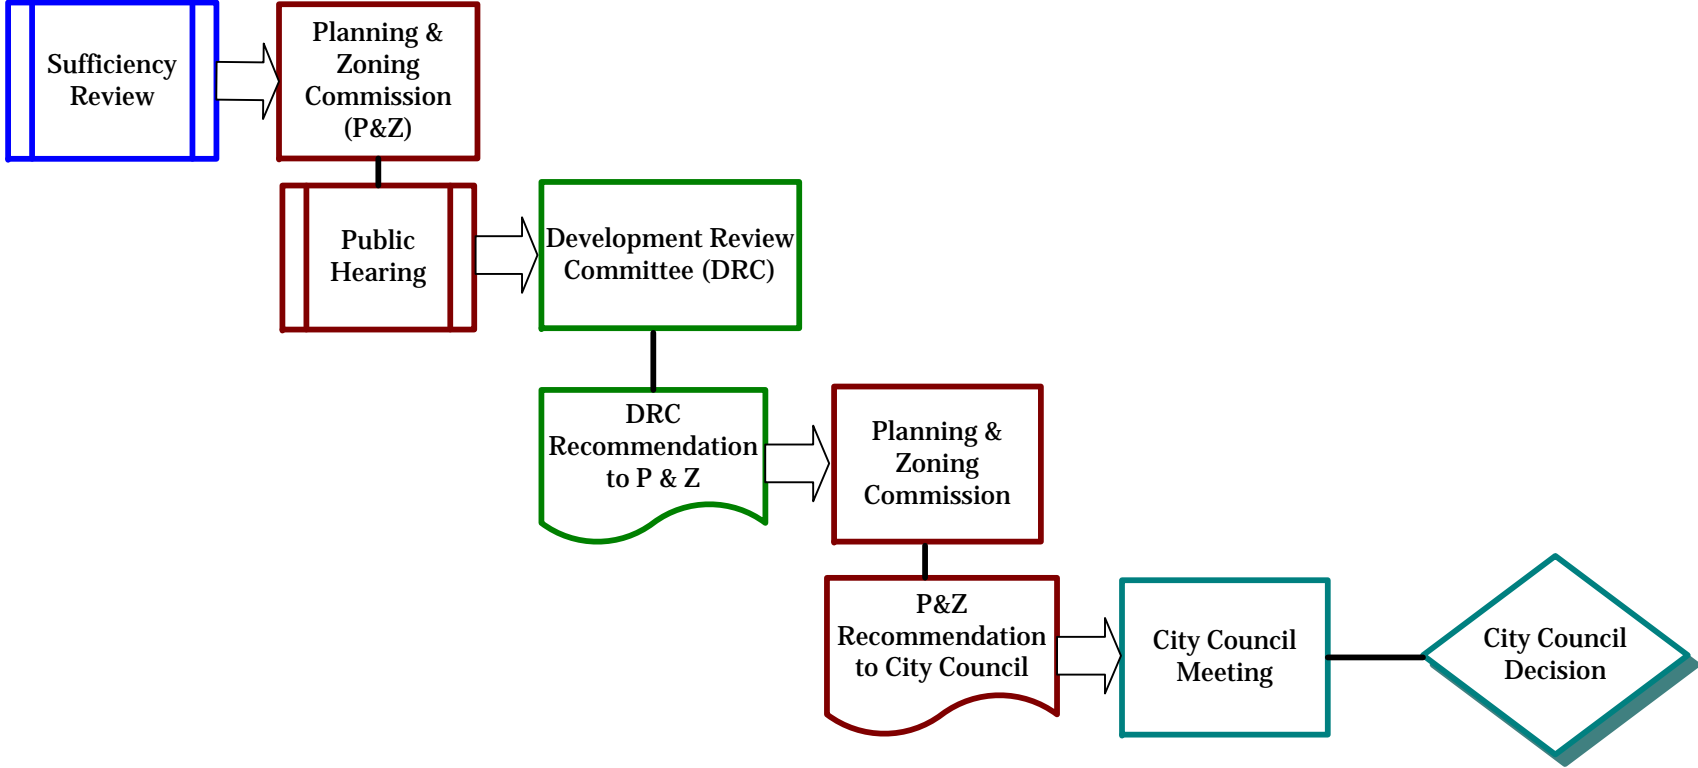 Sufficiency
Review
Planning &
Zoning
Commission
(P&Z)
Public
Hearing
Development Review
Committee (DRC)
DRC
Recommendation
to P & Z
Planning &
Zoning
Commission
P&Z
Recommendation
to City Council
City Council
Meeting
City Council
Decision